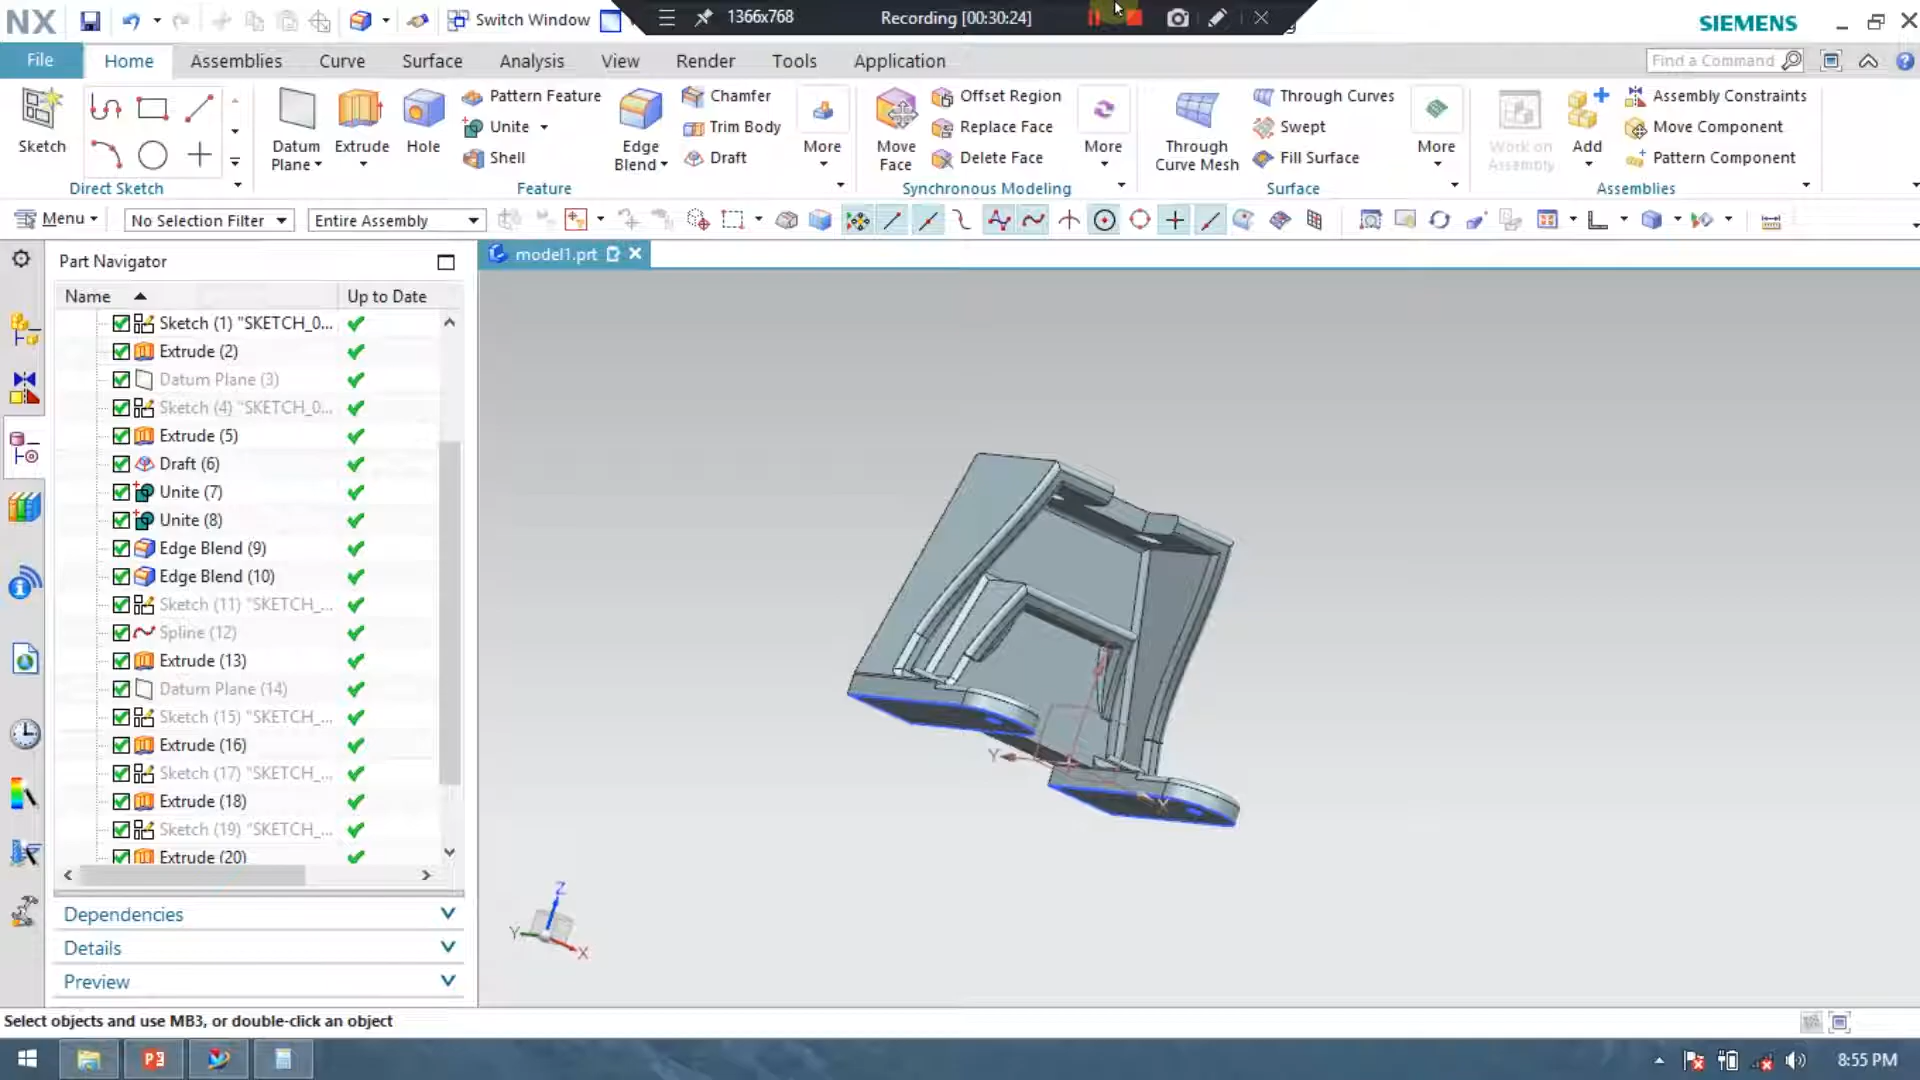 NX Switch Window 1366x768 Recording [00:30:24] SIEMENS
File Home Assemblies Curve Surface Analysis View Render Tools Application Find a Command
Sketch
Direct Sketch
Datum Plane
Extrude
Hole
Pattern Feature
Unite
Shell
Edge Blend
Chamfer
Trim Body
Draft
More
Feature
Move Face
Offset Region
Replace Face
Delete Face
More
Synchronous Modeling
Through Curve Mesh
Through Curves
Swept
Fill Surface
More
Surface
Work on Assembly
Add
Assembly Constraints
Move Component
Pattern Component
Assemblies
Menu No Selection Filter Entire Assembly
Part Navigator
model1.prt
Name Up to Date
Sketch (1) "SKETCH_0...
Extrude (2)
Datum Plane (3)
Sketch (4) "SKETCH_0...
Extrude (5)
Draft (6)
Unite (7)
Unite (8)
Edge Blend (9)
Edge Blend (10)
Sketch (11) "SKETCH_...
Spline (12)
Extrude (13)
Datum Plane (14)
Sketch (15) "SKETCH_...
Extrude (16)
Sketch (17) "SKETCH_...
Extrude (18)
Sketch (19) "SKETCH_...
Extrude (20)
Dependencies
Details
Preview
Y
X
Z
Y
X
Select objects and use MB3, or double-click an object
8:55 PM